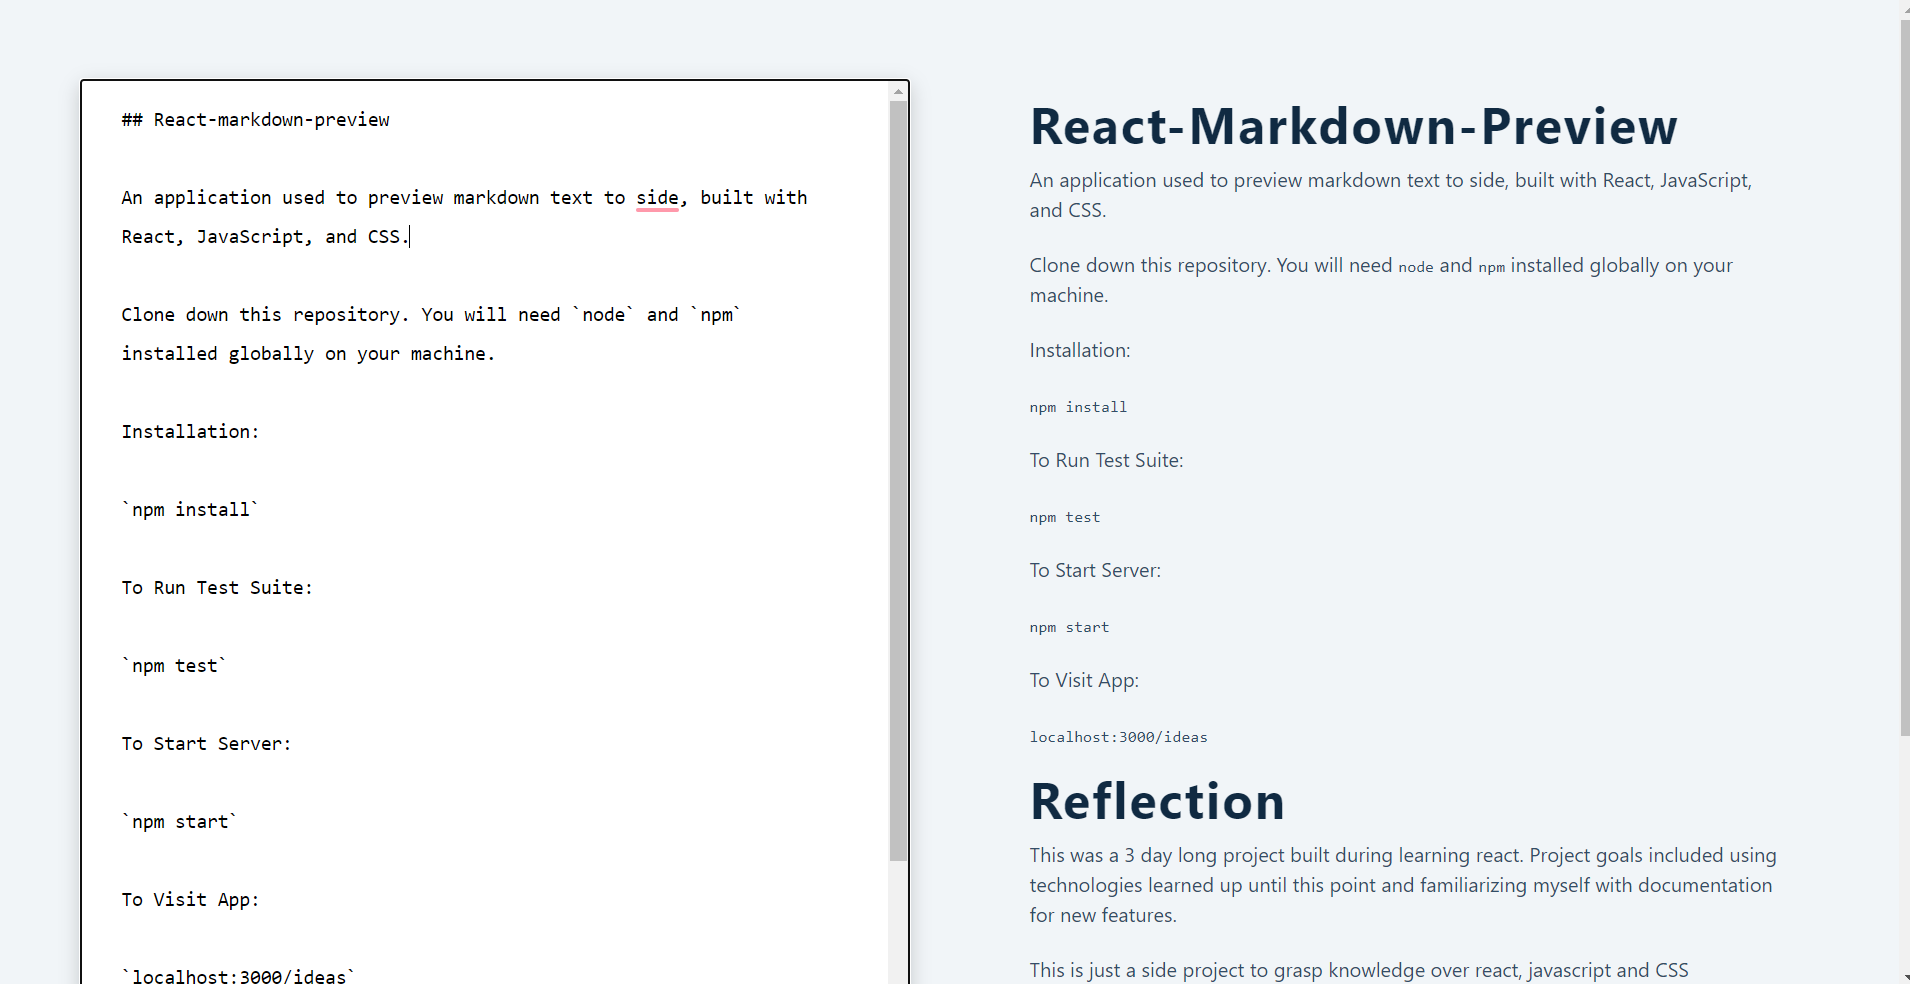 ## React-markdown-preview
An application used to preview markdown text to side, built with
React, JavaScript, and CSS.
Clone down this repository. You will need `node` and `npm`
installed globally on your machine.
Installation:
`npm install`
To Run Test Suite:
`npm test`
To Start Server:
`npm start`
To Visit App:
`localhost:3000/ideas`
React-Markdown-Preview
An application used to preview markdown text to side, built with React, JavaScript,
and CSS.
Clone down this repository. You will need node and npm installed globally on your
machine.
Installation:
npm install
To Run Test Suite:
npm test
To Start Server:
npm start
To Visit App:
localhost:3000/ideas
Reflection
This was a 3 day long project built during learning react. Project goals included using
technologies learned up until this point and familiarizing myself with documentation
for new features.
This is just a side project to grasp knowledge over react, javascript and CSS